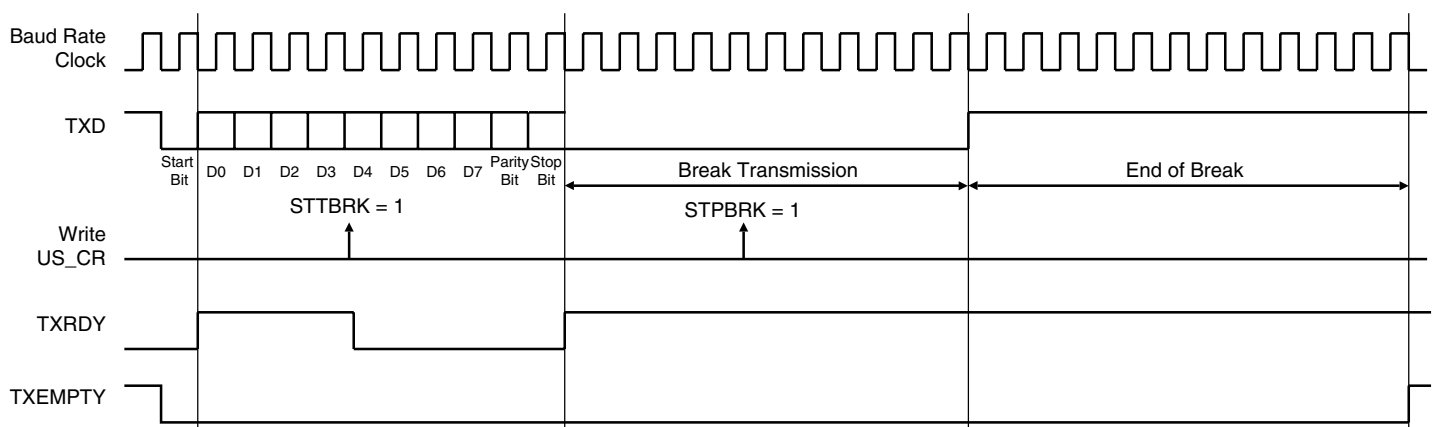 Baud Rate
Clock
TXD
Start
Bit
D0 D1 D2 D3 D4 D5 D6 D7
Parity
Bit
Stop
Bit
Break Transmission
End of Break
STTBRK = 1
STPBRK = 1
Write
US_CR
TXRDY
TXEMPTY